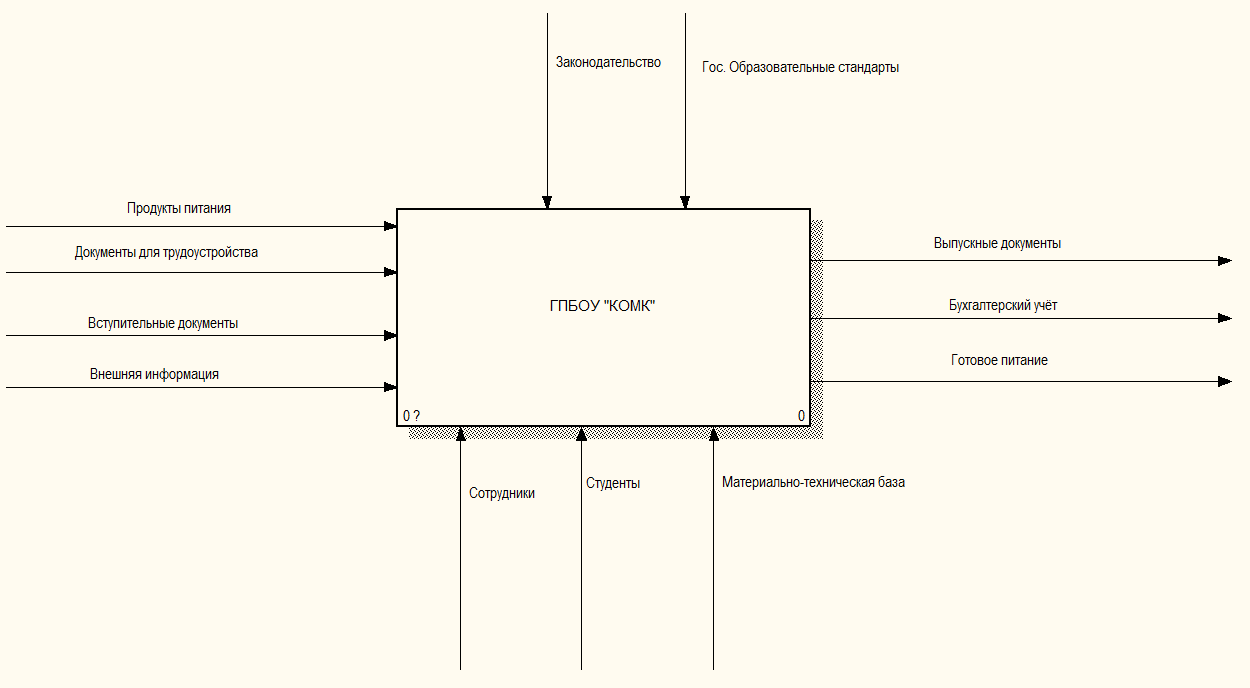 Законодательство
Гос. Образовательные стандарты
Продукты питания
Документы для трудоустройства
Вступительные документы
Внешняя информация
ГПБОУ "КОМК"
0 ?
0
Выпускные документы
Бухгалтерский учёт
Готовое питание
Сотрудники
Студенты
Материально-техническая база